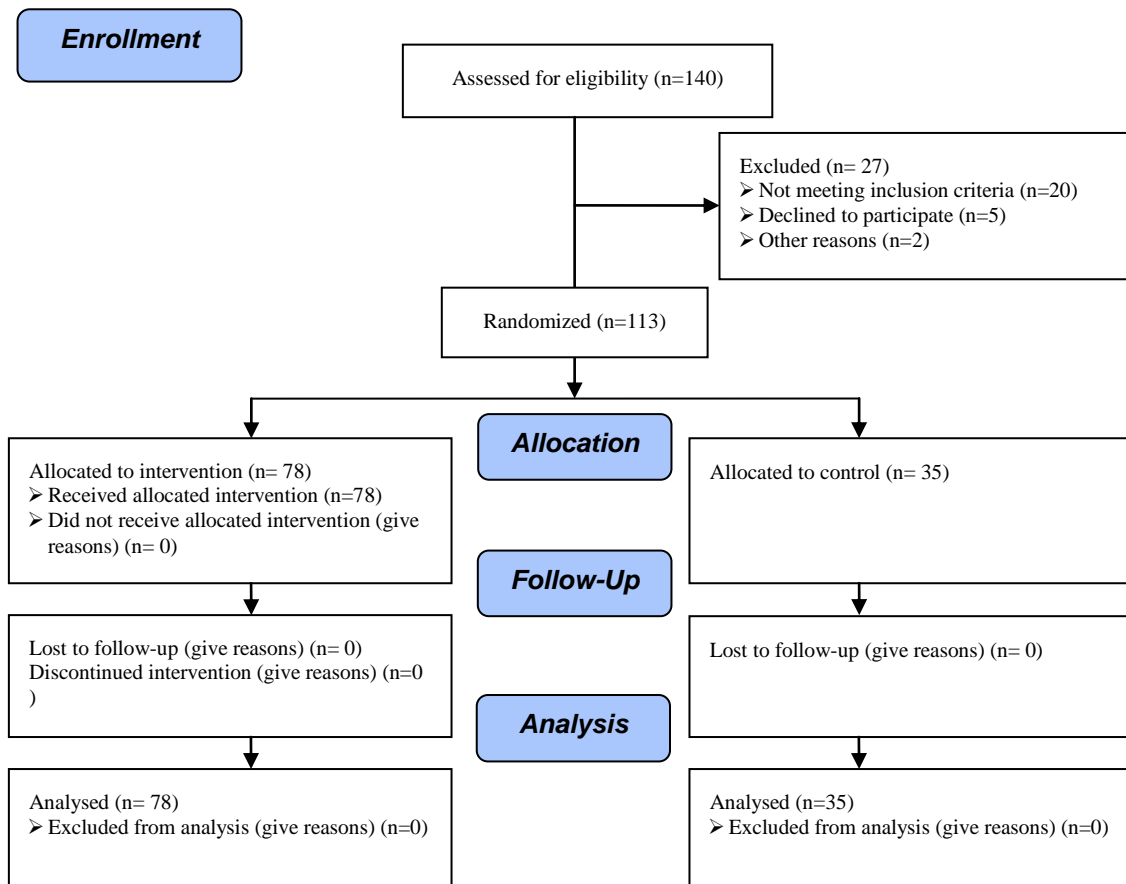 Enrollment
Assessed for eligibility (n=140)
Excluded (n= 27)
➢ Not meeting inclusion criteria (n=20)
➢ Declined to participate (n=5)
➢ Other reasons (n=2)
Randomized (n=113)
Allocation
Allocated to intervention (n= 78)
➢ Received allocated intervention (n=78)
➢ Did not receive allocated intervention (give
reasons) (n= 0)
Allocated to control (n= 35)
Follow-Up
Lost to follow-up (give reasons) (n= 0)
Discontinued intervention (give reasons) (n=0
)
Lost to follow-up (give reasons) (n= 0)
Analysis
Analysed (n= 78)
➢ Excluded from analysis (give reasons) (n=0)
Analysed (n=35)
➢ Excluded from analysis (give reasons) (n=0)